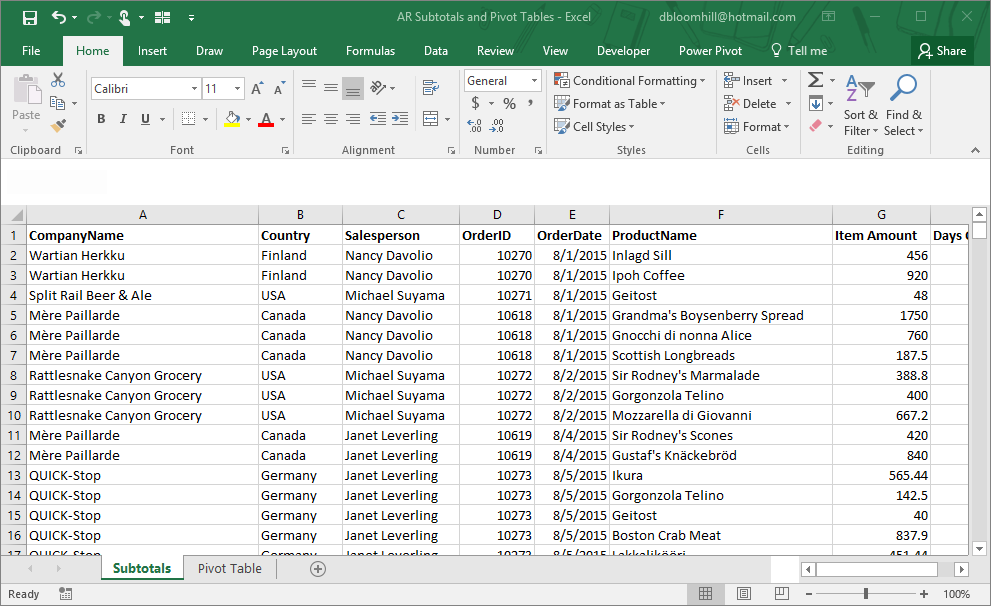 AR Subtotals and Pivot Tables - Excel dbloomhill@hotmail.com
File Home Insert Draw Page Layout Formulas Data Review View Developer Power Pivot Tell me Share
Paste Calibri 11 General Conditional Formatting Insert
B I U A $ % , Format as Table Delete Sort & Find &
Cell Styles Format Filter Select
Clipboard Font Alignment Number Styles Cells Editing
A B C D E F G
1 CompanyName Country Salesperson OrderID OrderDate ProductName Item Amount Days
2 Wartian Herkku Finland Nancy Davolio 10270 8/1/2015 Inlagd Sill 456
3 Wartian Herkku Finland Nancy Davolio 10270 8/1/2015 Ipoh Coffee 920
4 Split Rail Beer & Ale USA Michael Suyama 10271 8/1/2015 Geitost 48
5 Mère Paillarde Canada Nancy Davolio 10618 8/1/2015 Grandma's Boysenberry Spread 1750
6 Mère Paillarde Canada Nancy Davolio 10618 8/1/2015 Gnocchi di nonna Alice 760
7 Mère Paillarde Canada Nancy Davolio 10618 8/1/2015 Scottish Longbreads 187.5
8 Rattlesnake Canyon Grocery USA Michael Suyama 10272 8/2/2015 Sir Rodney's Marmalade 388.8
9 Rattlesnake Canyon Grocery USA Michael Suyama 10272 8/2/2015 Gorgonzola Telino 400
10 Rattlesnake Canyon Grocery USA Michael Suyama 10272 8/2/2015 Mozzarella di Giovanni 667.2
11 Mère Paillarde Canada Janet Leverling 10619 8/4/2015 Sir Rodney's Scones 420
12 Mère Paillarde Canada Janet Leverling 10619 8/4/2015 Gustaf's Knäckebröd 840
13 QUICK-Stop Germany Janet Leverling 10273 8/5/2015 Ikura 565.44
14 QUICK-Stop Germany Janet Leverling 10273 8/5/2015 Gorgonzola Telino 142.5
15 QUICK-Stop Germany Janet Leverling 10273 8/5/2015 Geitost 40
16 QUICK-Stop Germany Janet Leverling 10273 8/5/2015 Boston Crab Meat 837.9
17 QUICK-Stop Germany Janet Leverling 10273 8/5/2015 Lakkalikööri 451.44
Subtotals Pivot Table
Ready 100%